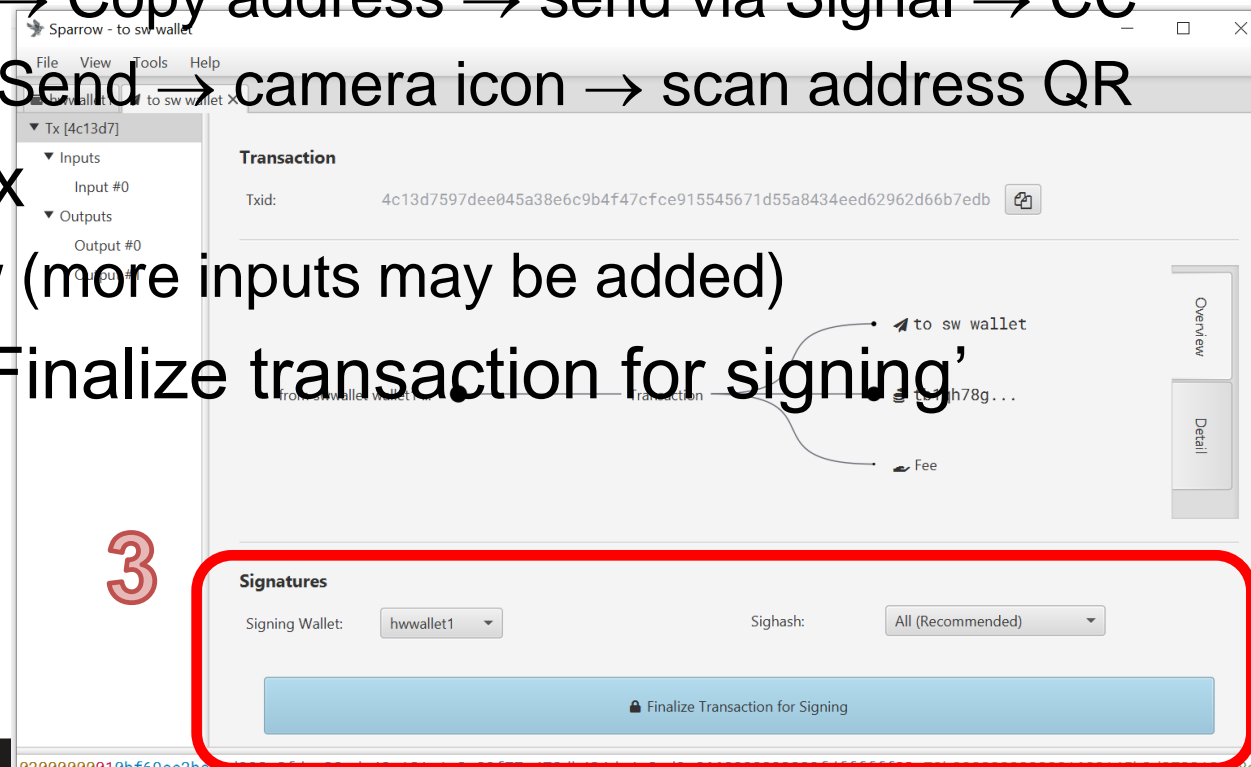 → Copy address → send via Signal → CC
Sparrow - to sw wallet
File View Tools Help
Send → camera icon → scan address QR
to sw wallet
Tx [4c13d7]
Inputs
Transaction
x
Input #0
Txid: 4c13d7597dee045a38e6c9b4f47cfce915545671d55a8434eed62962d66b7edb
Outputs
Output #0
(more inputs may be added)
Overview
to sw wallet
Finalize transaction for signing’
Transaction
Fee
Detail
3
Signatures
Signing Wallet: hwwallet1 Sighash: All (Recommended)
Finalize Transaction for Signing